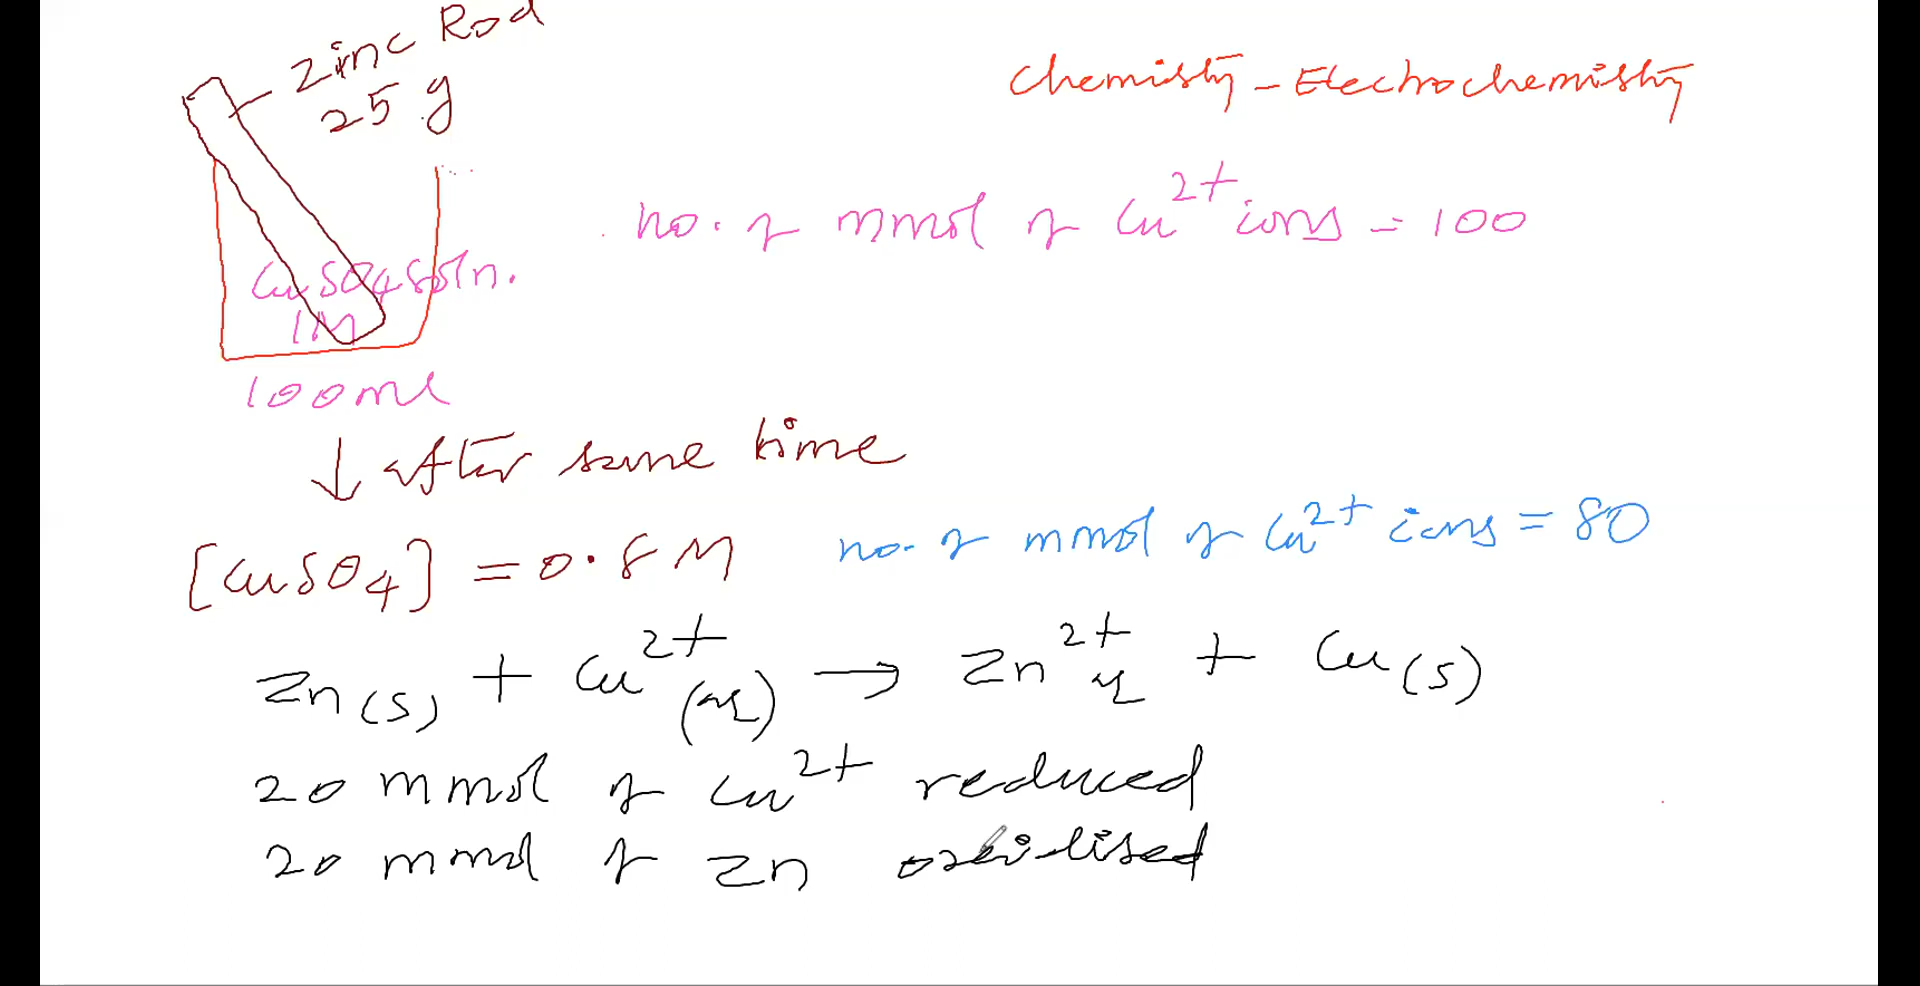 Zinc Rod
25 g
Chemistry - Electrochemistry
no. of mmol of Cu²⁺ ions = 100
CuSO₄ soln.
1M
100 mL
↓ after some time
[CuSO₄] = 0.8 M
no. of mmol of Cu²⁺ ions = 80
Zn(s) + Cu²⁺(aq) → Zn²⁺aq + Cu(s)
20 mmol of Cu²⁺ reduced
20 mmol of Zn oxidised